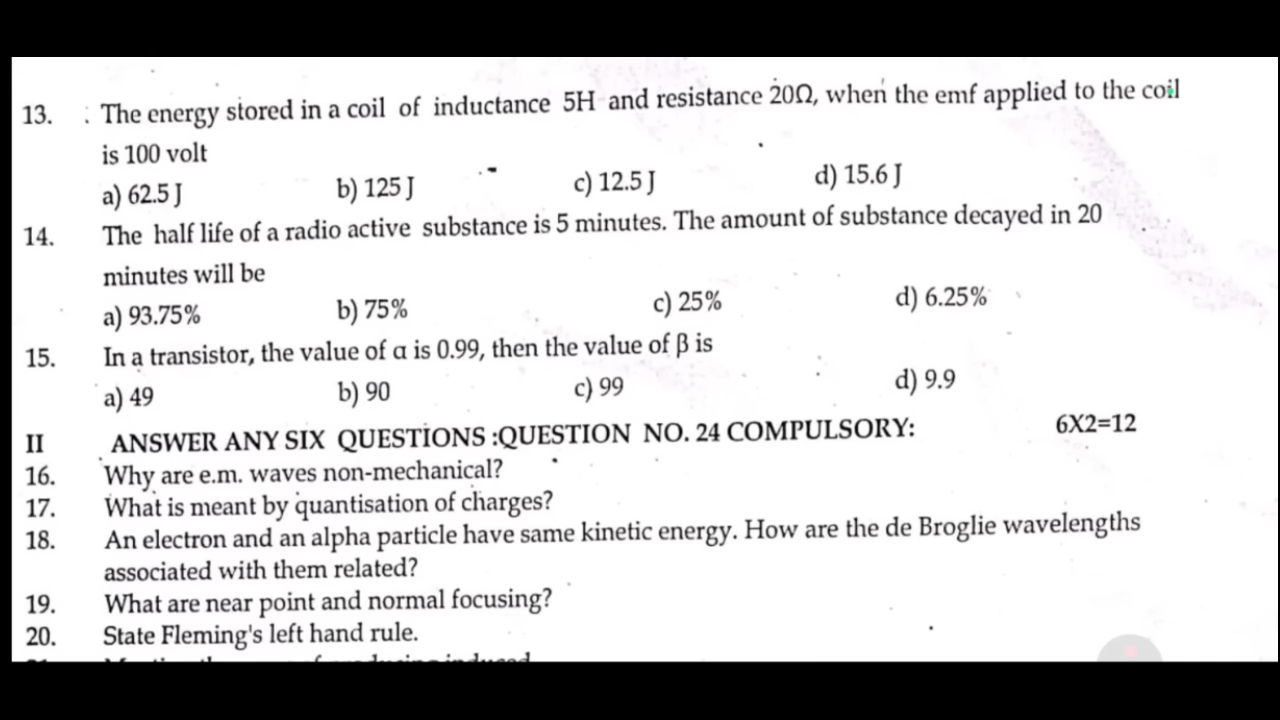 13. : The energy stored in a coil of inductance 5H and resistance 20Ω, when the emf applied to the coil
is 100 volt
a) 62.5 J b) 125 J c) 12.5 J d) 15.6 J
14. The half life of a radio active substance is 5 minutes. The amount of substance decayed in 20
minutes will be
a) 93.75% b) 75% c) 25% d) 6.25%
15. In a transistor, the value of α is 0.99, then the value of β is
a) 49 b) 90 c) 99 d) 9.9
II ANSWER ANY SIX QUESTIONS :QUESTION NO. 24 COMPULSORY: 6X2=12
16. Why are e.m. waves non-mechanical?
17. What is meant by quantisation of charges?
18. An electron and an alpha particle have same kinetic energy. How are the de Broglie wavelengths
associated with them related?
19. What are near point and normal focusing?
20. State Fleming's left hand rule.